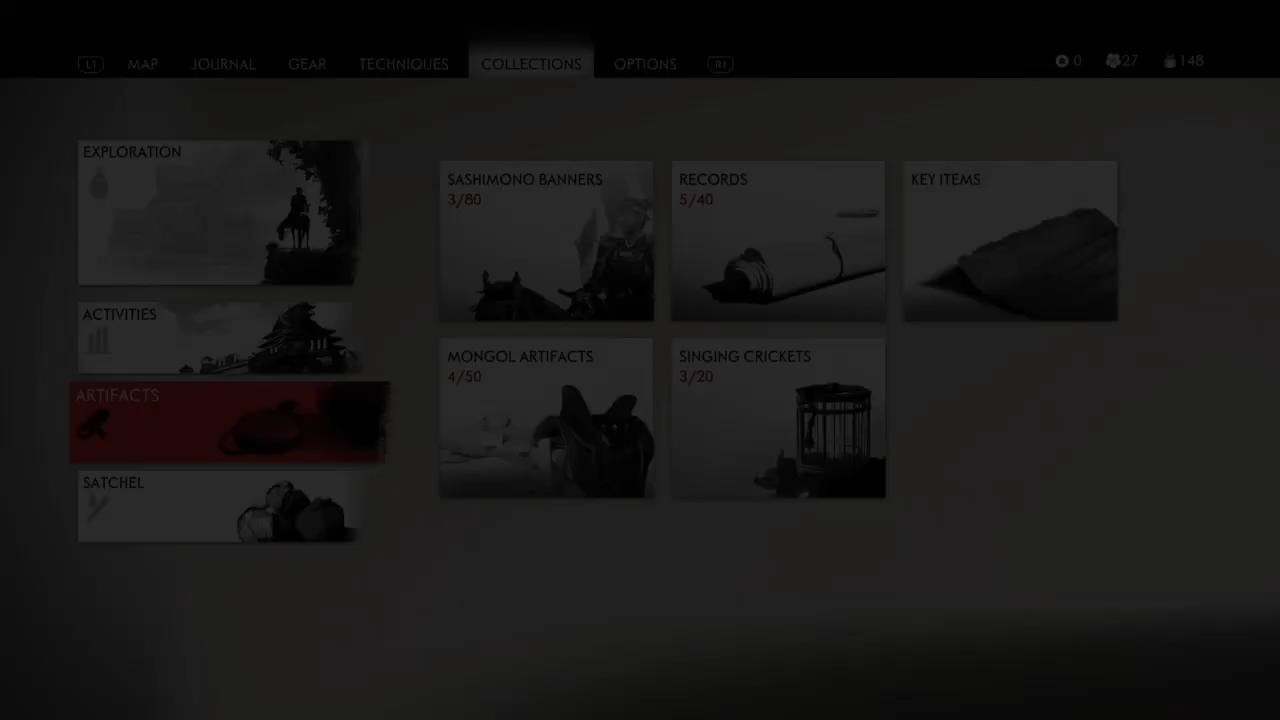 L1 MAP JOURNAL GEAR TECHNIQUES COLLECTIONS OPTIONS R1 0 27 148
EXPLORATION
ACTIVITIES
ARTIFACTS
SATCHEL
SASHIMONO BANNERS
3/80
RECORDS
5/40
KEY ITEMS
MONGOL ARTIFACTS
4/50
SINGING CRICKETS
3/20